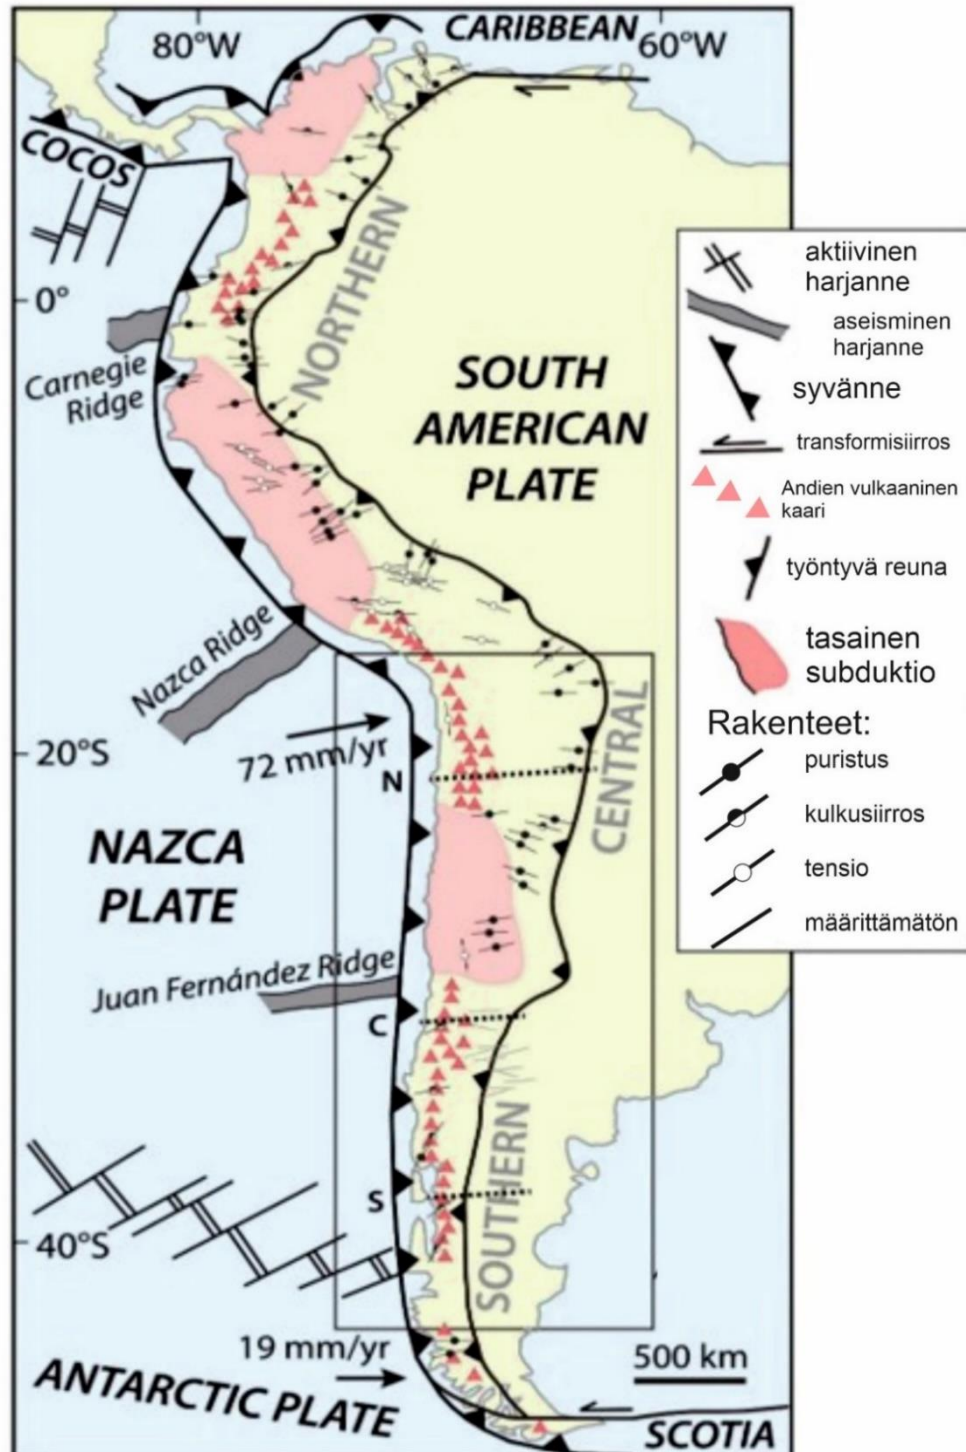 CARIBBEAN
80°W
60°W
COCOS
NORTHERN
0°
Carnegie
Ridge
SOUTH
AMERICAN
PLATE
Nazca Ridge
20°S
72 mm/yr
N
CENTRAL
NAZCA
PLATE
Juan Fernández Ridge
C
SOUTHERN
S
40°S
19 mm/yr
500 km
ANTARCTIC PLATE
SCOTIA
aktiivinen
harjanne
aseisminen
harjanne
syvänne
transformisiirros
Andien vulkaaninen
kaari
työntyvä reuna
tasainen
subduktio
Rakenteet:
puristus
kulkusiirros
tensio
määrittämätön